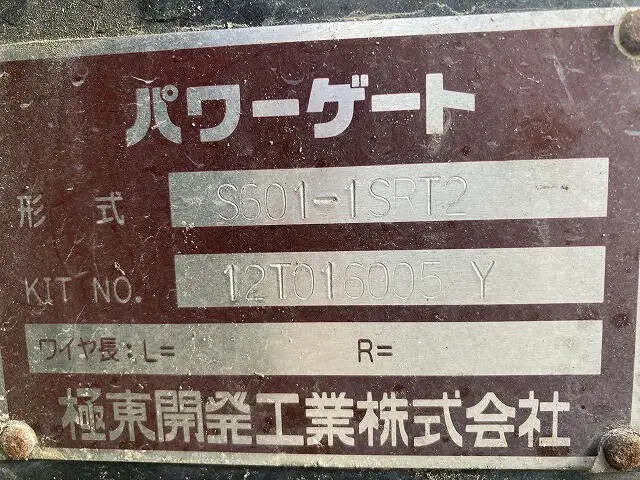 パワーゲート
形 式 S601-1SRT2
KIT NO. 12T016005 Y
ワイヤ長:L= R=
極東開発工業株式会社